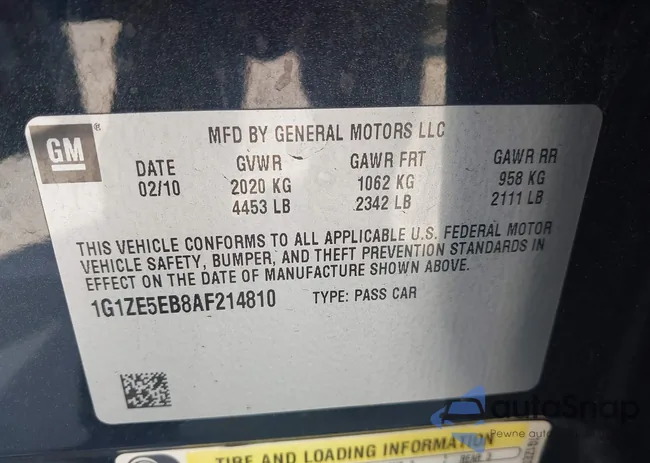 GM
®
MFD BY GENERAL MOTORS LLC
DATE GVWR GAWR FRT GAWR RR
02/10 2020 KG 1062 KG 958 KG
4453 LB 2342 LB 2111 LB
THIS VEHICLE CONFORMS TO ALL APPLICABLE U.S. FEDERAL MOTOR
VEHICLE SAFETY, BUMPER, AND THEFT PREVENTION STANDARDS IN
EFFECT ON THE DATE OF MANUFACTURE SHOWN ABOVE.
1G1ZE5EB8AF214810 TYPE: PASS CAR
autoSnap
Pewne auto
TIRE AND LOADING INFORMATION